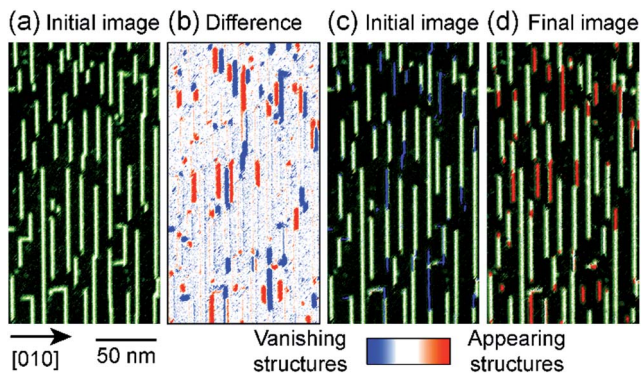 (a) Initial image
(b) Difference
(c) Initial image
(d) Final image
[010]
50 nm
Vanishing
structures
Appearing
structures